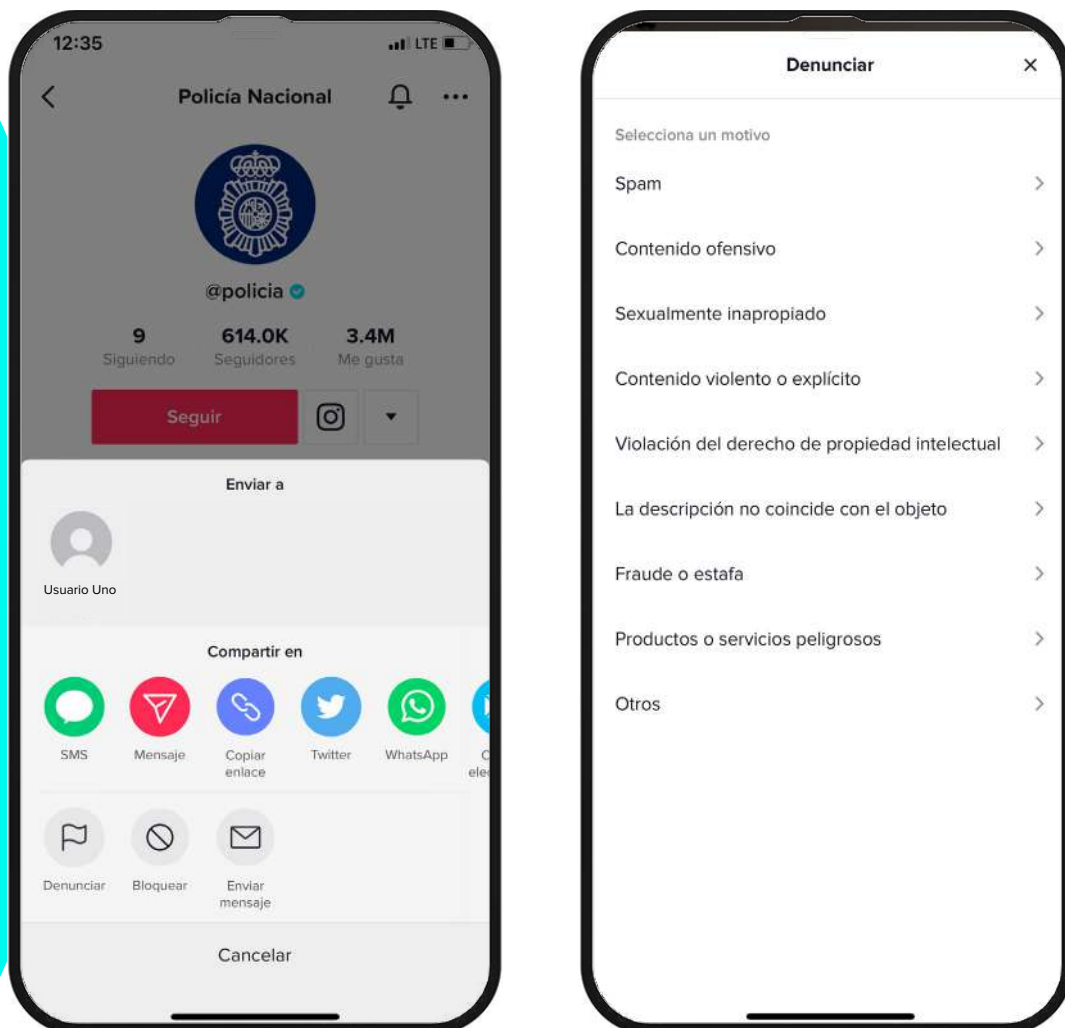 12:35
LTE
Policía Nacional
@policia
9 614.0K 3.4M
Siguiendo Seguidores Me gusta
Seguir
Enviar a
Usuario Uno
Compartir en
SMS Mensaje Copiar enlace Twitter WhatsApp
Denunciar Bloquear Enviar mensaje
Cancelar
Denunciar
Selecciona un motivo
Spam
Contenido ofensivo
Sexualmente inapropiado
Contenido violento o explícito
Violación del derecho de propiedad intelectual
La descripción no coincide con el objeto
Fraude o estafa
Productos o servicios peligrosos
Otros